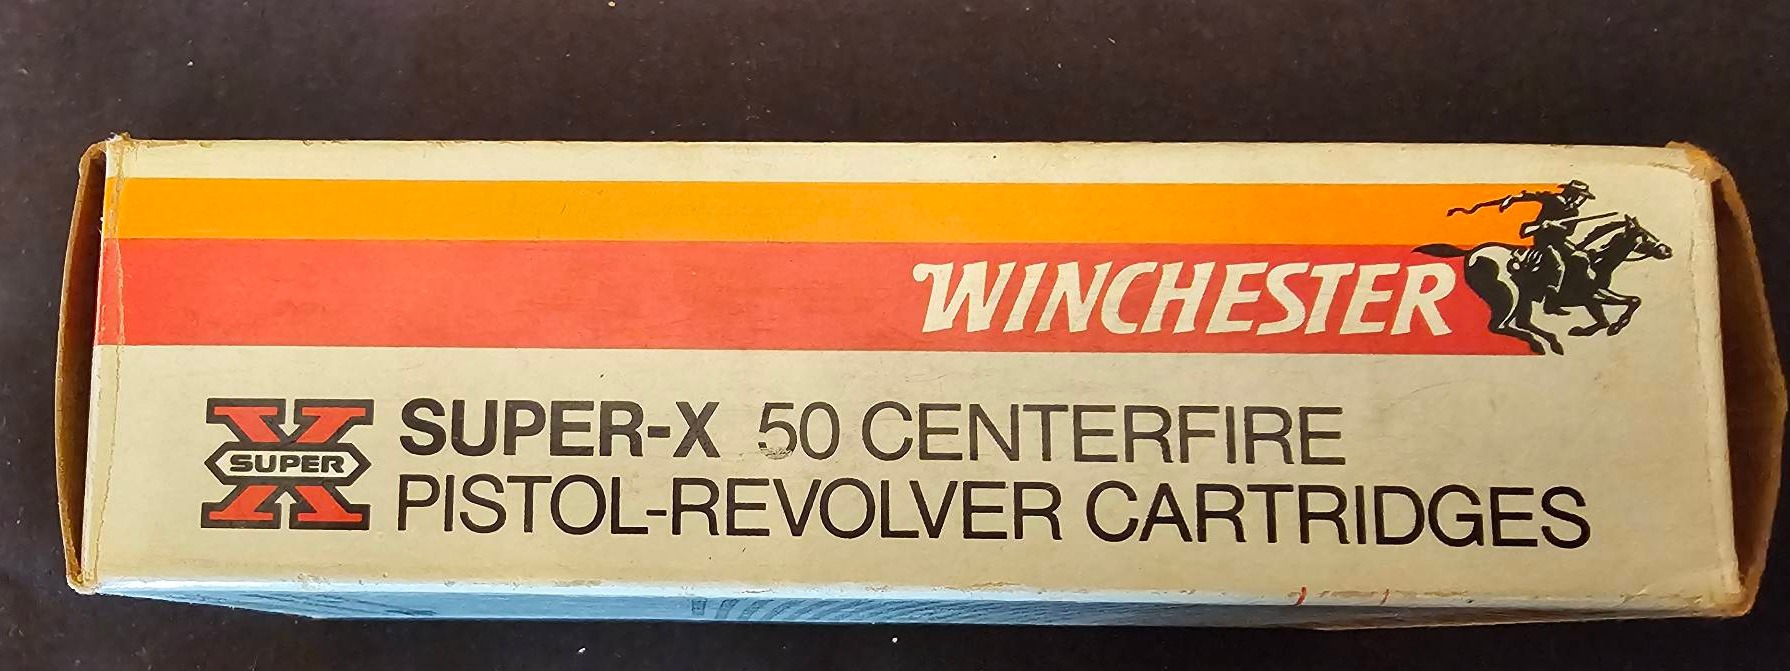 WINCHESTER
SUPER
SUPER-X 50 CENTERFIRE
PISTOL-REVOLVER CARTRIDGES